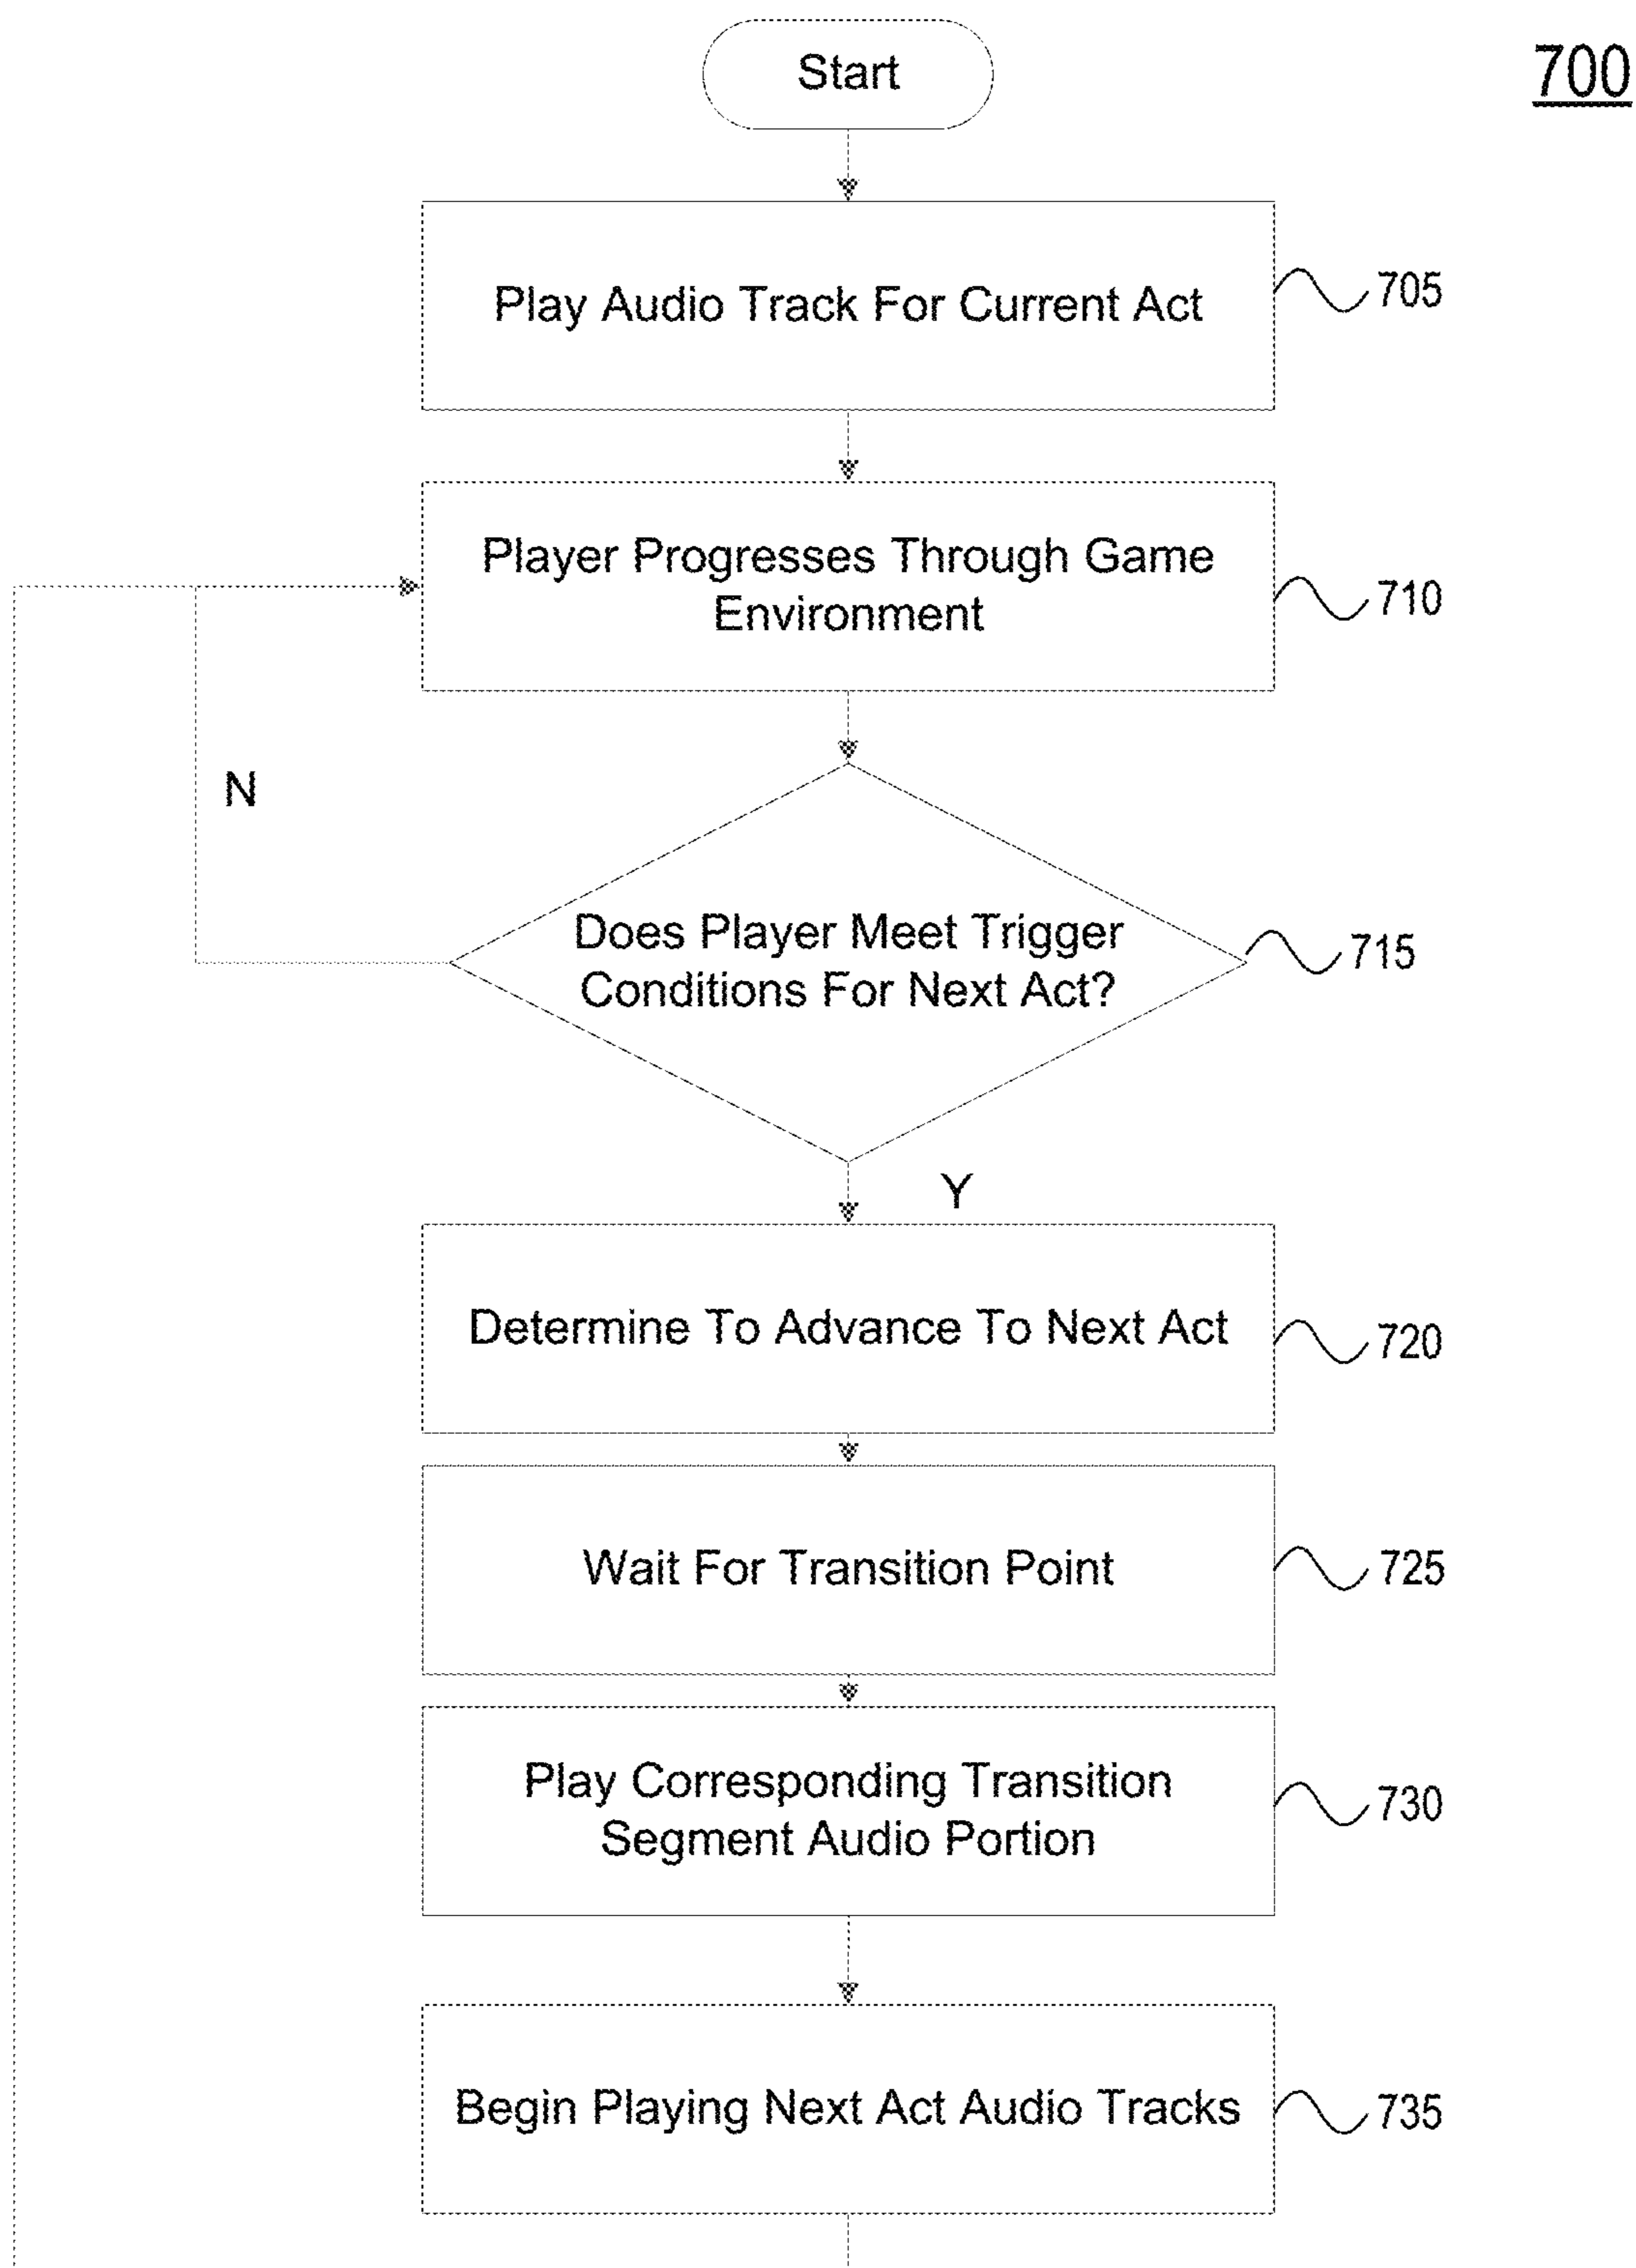 Start
700
Play Audio Track For Current Act
705
Player Progresses Through Game
Environment
710
N
Does Player Meet Trigger
Conditions For Next Act?
715
Y
Determine To Advance To Next Act
720
Wait For Transition Point
725
Play Corresponding Transition
Segment Audio Portion
730
Begin Playing Next Act Audio Tracks
735